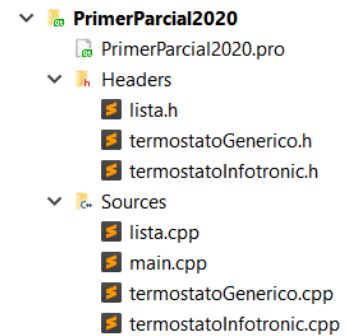 PrimerParcial2020
PrimerParcial2020.pro
Headers
lista.h
termostatoGenerico.h
termostatoInfotronic.h
Sources
lista.cpp
main.cpp
termostatoGenerico.cpp
termostatoInfotronic.cpp